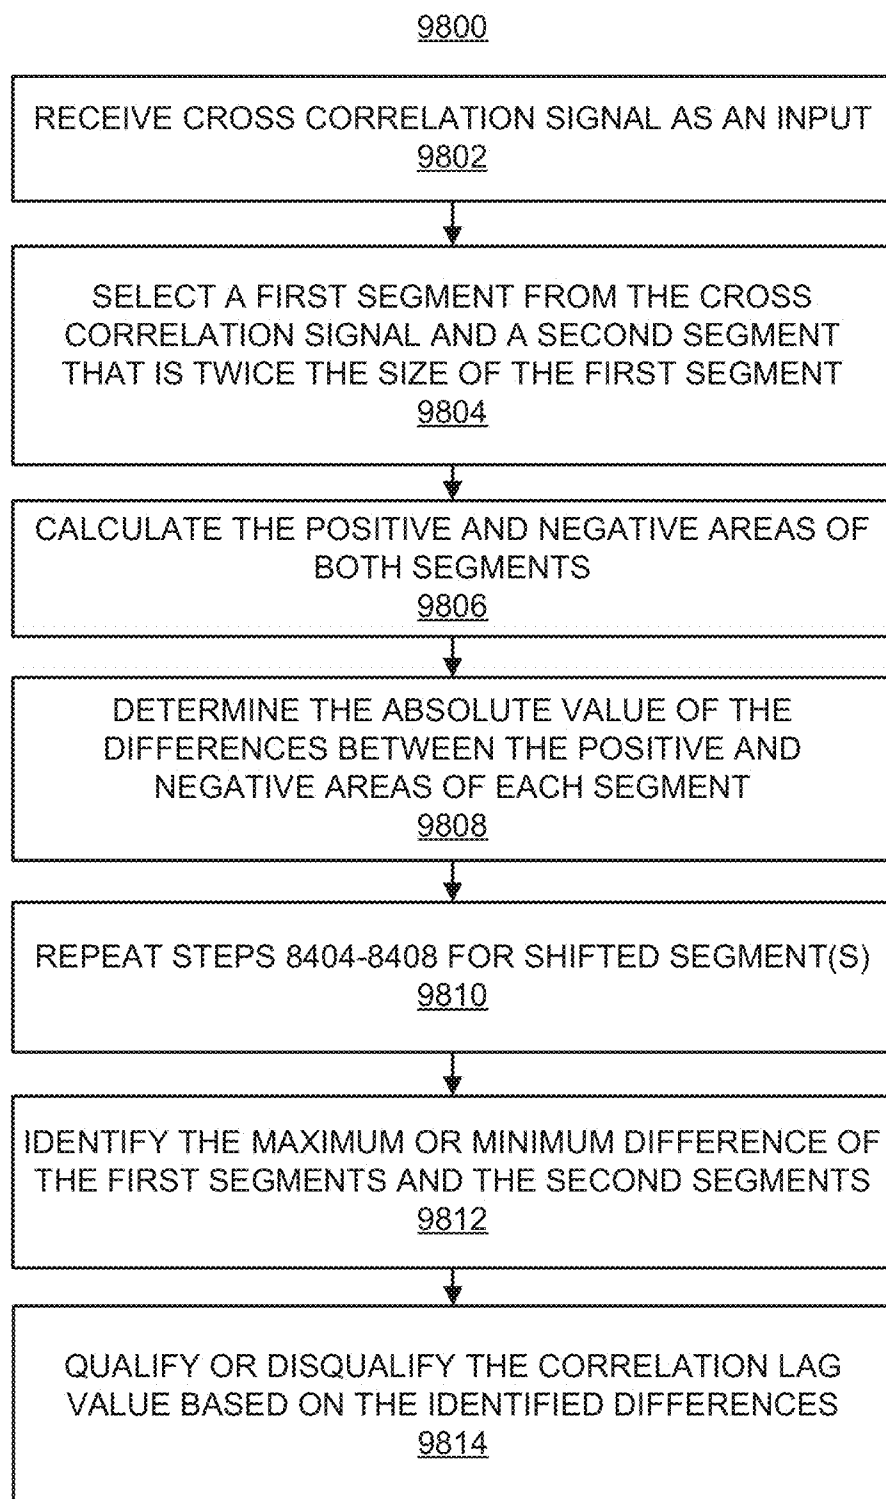 9800
RECEIVE CROSS CORRELATION SIGNAL AS AN INPUT
9802
SELECT A FIRST SEGMENT FROM THE CROSS
CORRELATION SIGNAL AND A SECOND SEGMENT
THAT IS TWICE THE SIZE OF THE FIRST SEGMENT
9804
CALCULATE THE POSITIVE AND NEGATIVE AREAS OF
BOTH SEGMENTS
9806
DETERMINE THE ABSOLUTE VALUE OF THE
DIFFERENCES BETWEEN THE POSITIVE AND
NEGATIVE AREAS OF EACH SEGMENT
9808
REPEAT STEPS 8404-8408 FOR SHIFTED SEGMENT(S)
9810
IDENTIFY THE MAXIMUM OR MINIMUM DIFFERENCE OF
THE FIRST SEGMENTS AND THE SECOND SEGMENTS
9812
QUALIFY OR DISQUALIFY THE CORRELATION LAG
VALUE BASED ON THE IDENTIFIED DIFFERENCES
9814